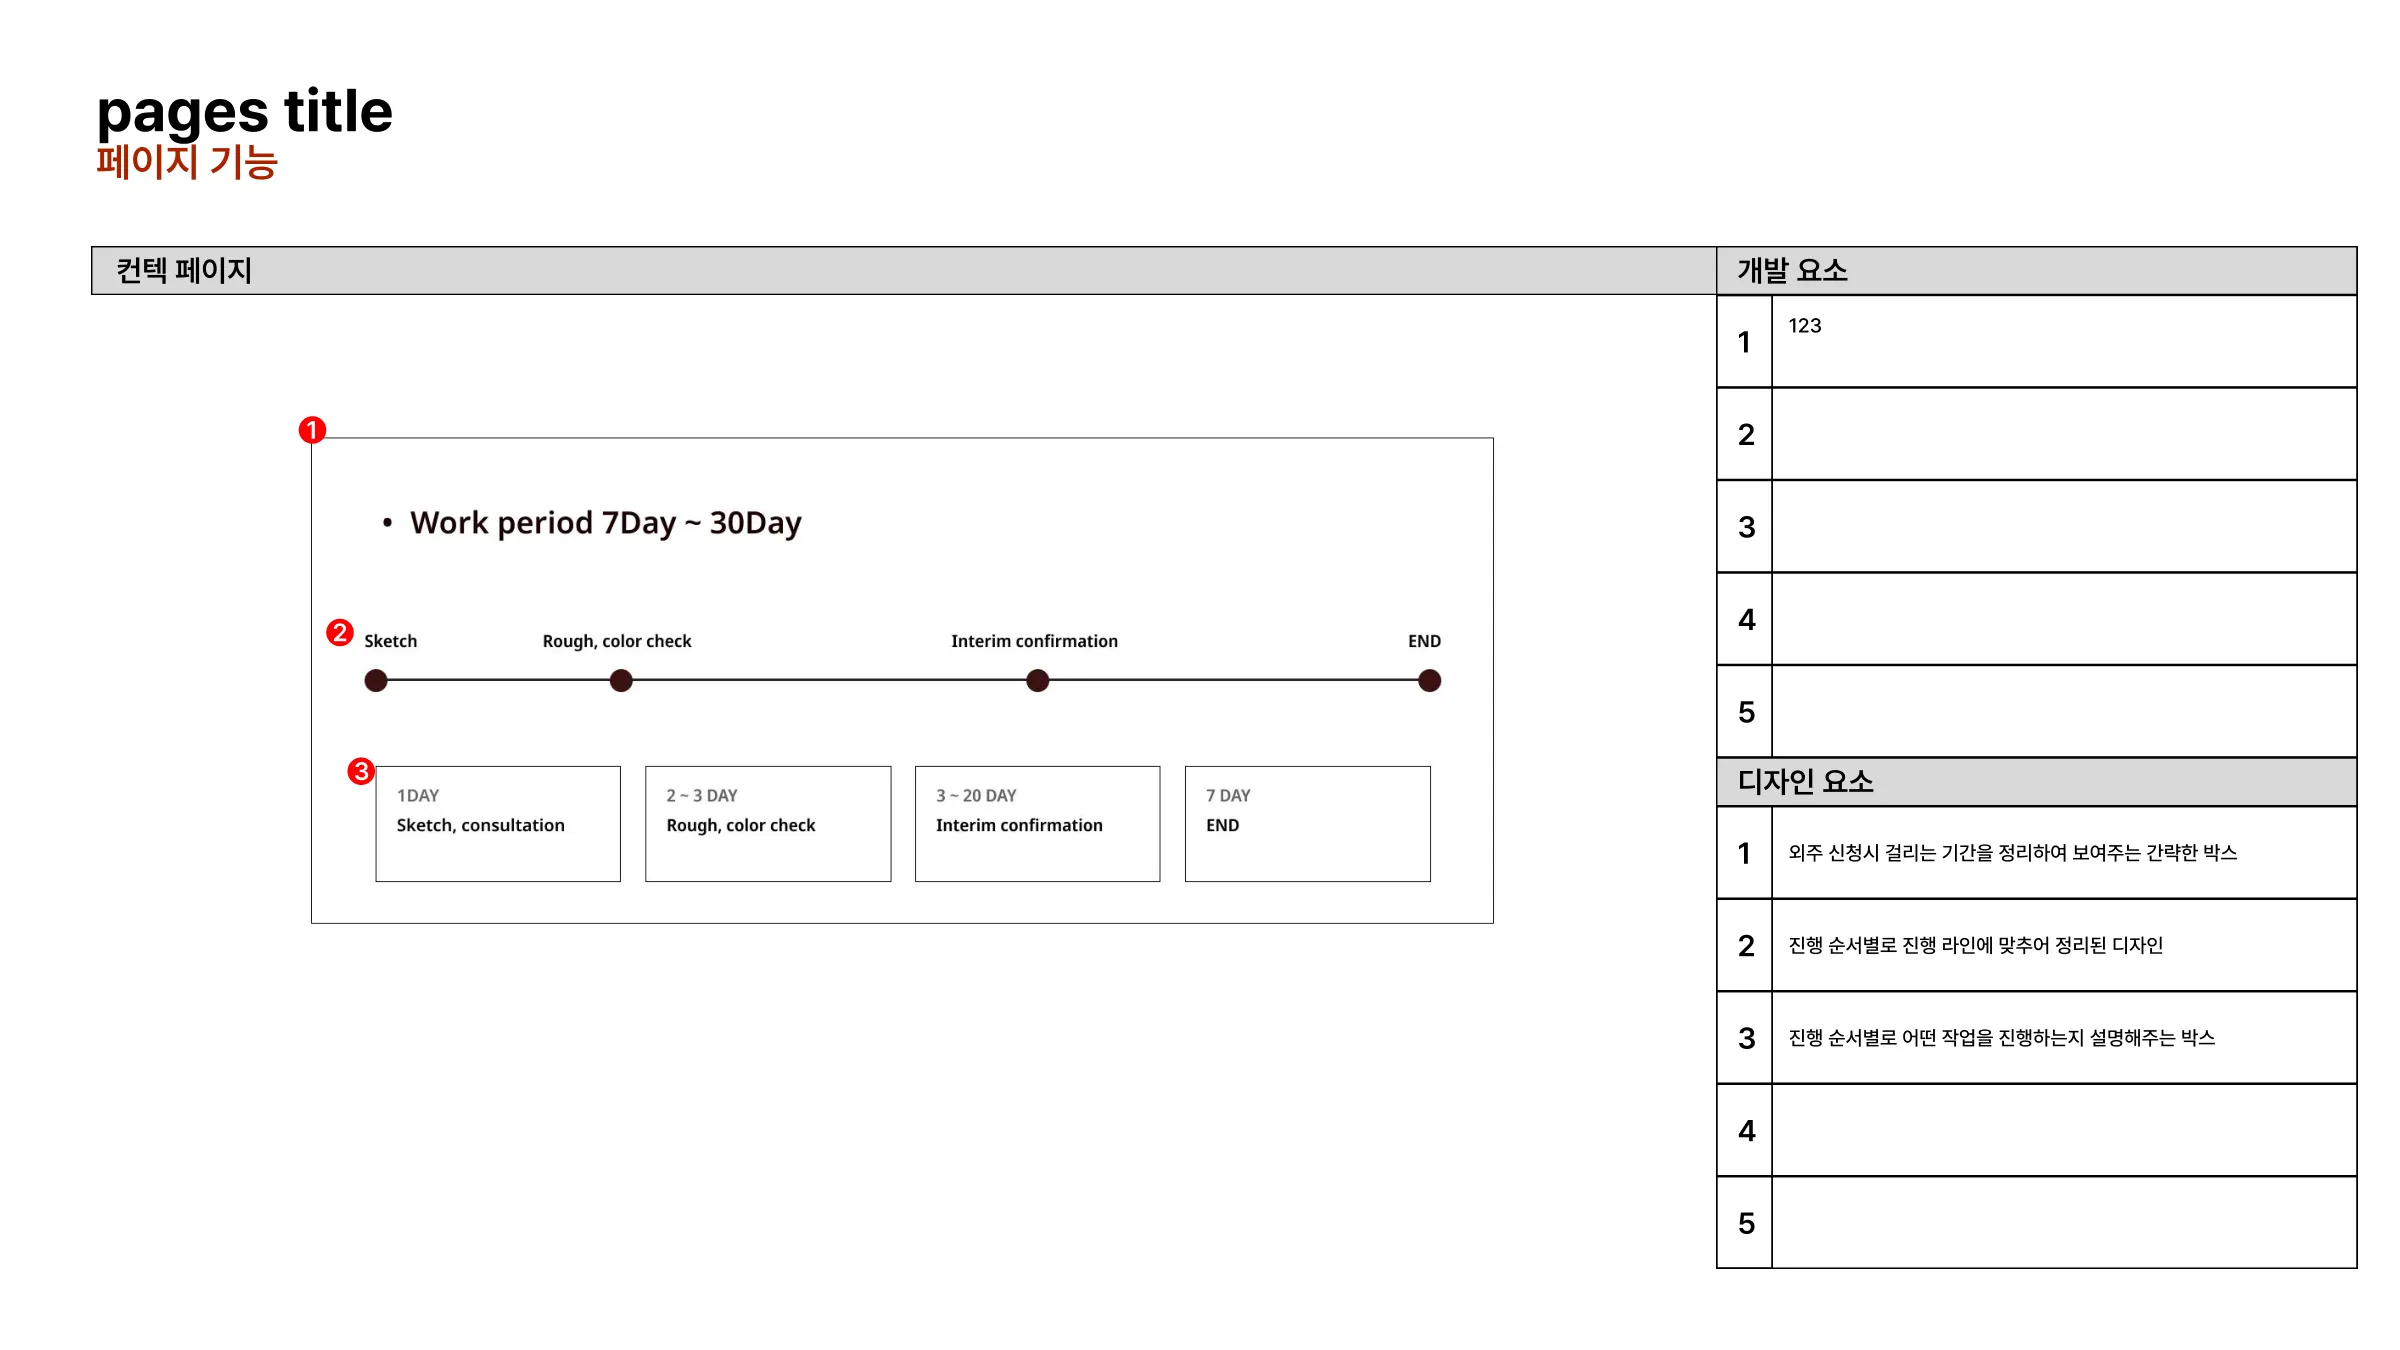 pages title
페이지 기능
컨텍 페이지
1
• Work period 7Day ~ 30Day
2
Sketch
Rough, color check
Interim confirmation
END
3
1DAY
Sketch, consultation
2 ~ 3 DAY
Rough, color check
3 ~ 20 DAY
Interim confirmation
7 DAY
END
개발 요소
1 123
2
3
4
5
디자인 요소
1 외주 신청시 걸리는 기간을 정리하여 보여주는 간략한 박스
2 진행 순서별로 진행 라인에 맞추어 정리된 디자인
3 진행 순서별로 어떤 작업을 진행하는지 설명해주는 박스
4
5